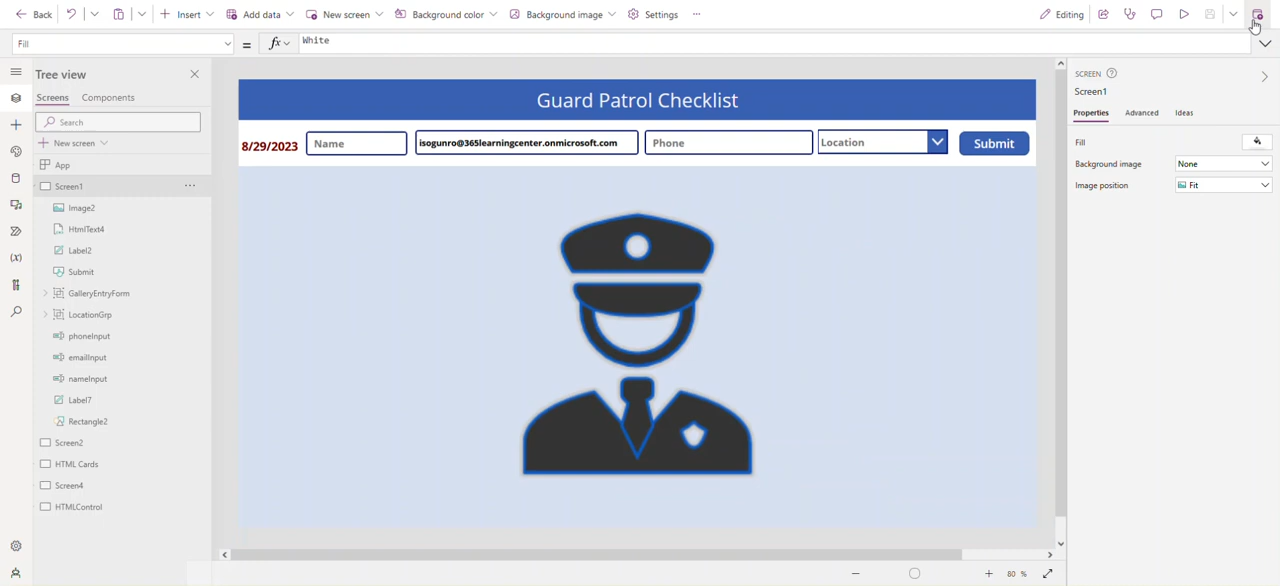 Back Insert Add data New screen Background color Background image Settings ... Editing
Fill = fx White
Tree view
Screens Components
Search
New screen
App
Screen1 ...
Image2
HtmlText4
Label2
Submit
GalleryEntryForm
LocationGrp
phoneInput
emailInput
nameInput
Label7
Rectangle2
Screen2
HTML Cards
Screen4
HTMLControl
Guard Patrol Checklist
8/29/2023 Name isogunro@365learningcenter.onmicrosoft.com Phone Location Submit
SCREEN
Screen1
Properties Advanced Ideas
Fill
Background image None
Image position Fit
80 %